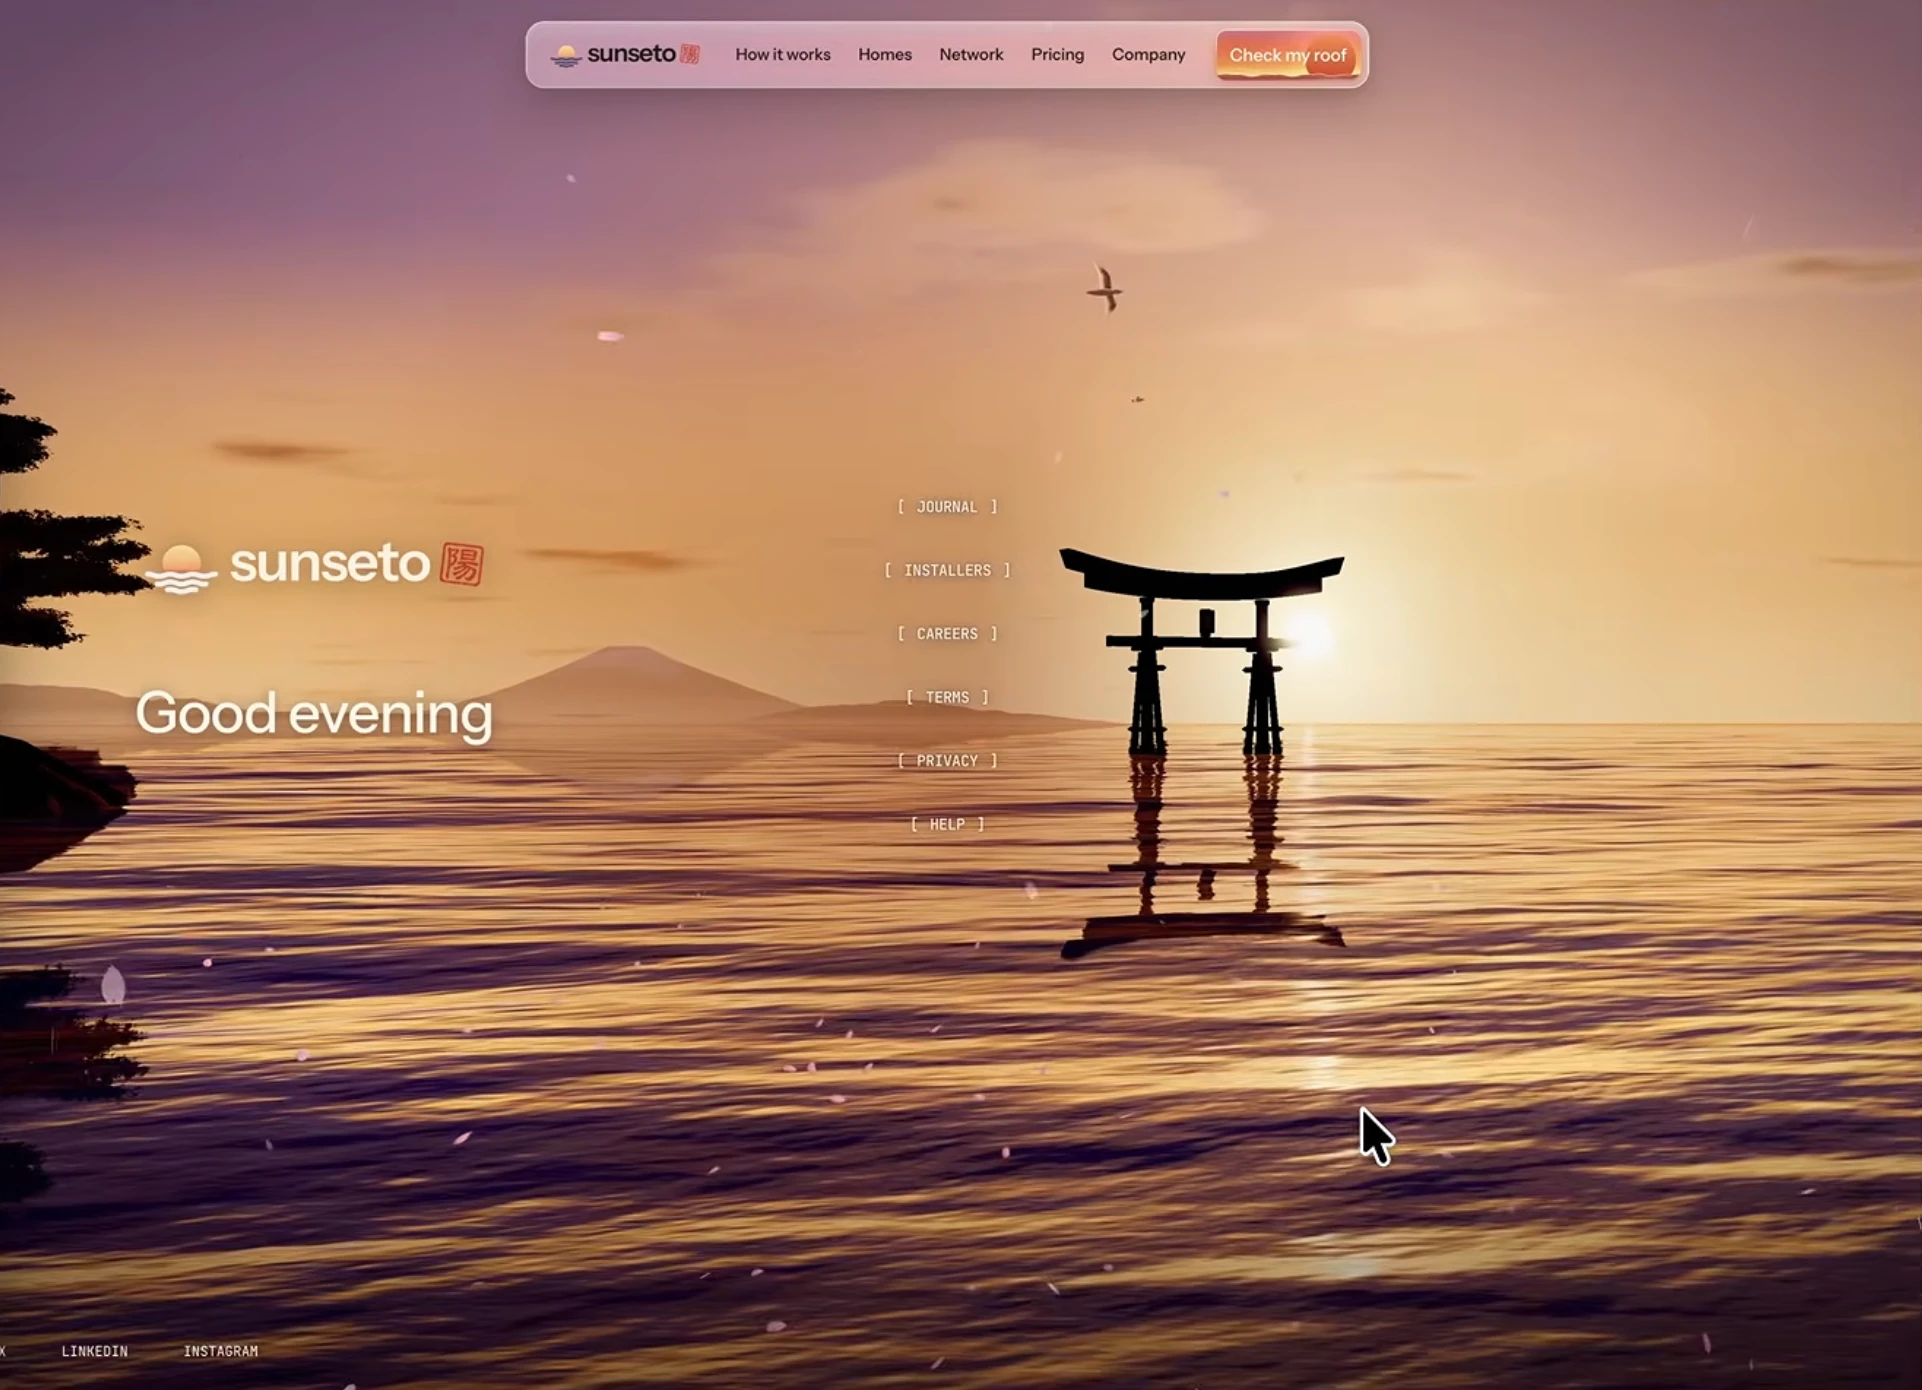 sunseto 陽
How it works
Homes
Network
Pricing
Company
Check my roof
sunseto 陽
Good evening
[ JOURNAL ]
[ INSTALLERS ]
[ CAREERS ]
[ TERMS ]
[ PRIVACY ]
[ HELP ]
X
LINKEDIN
INSTAGRAM